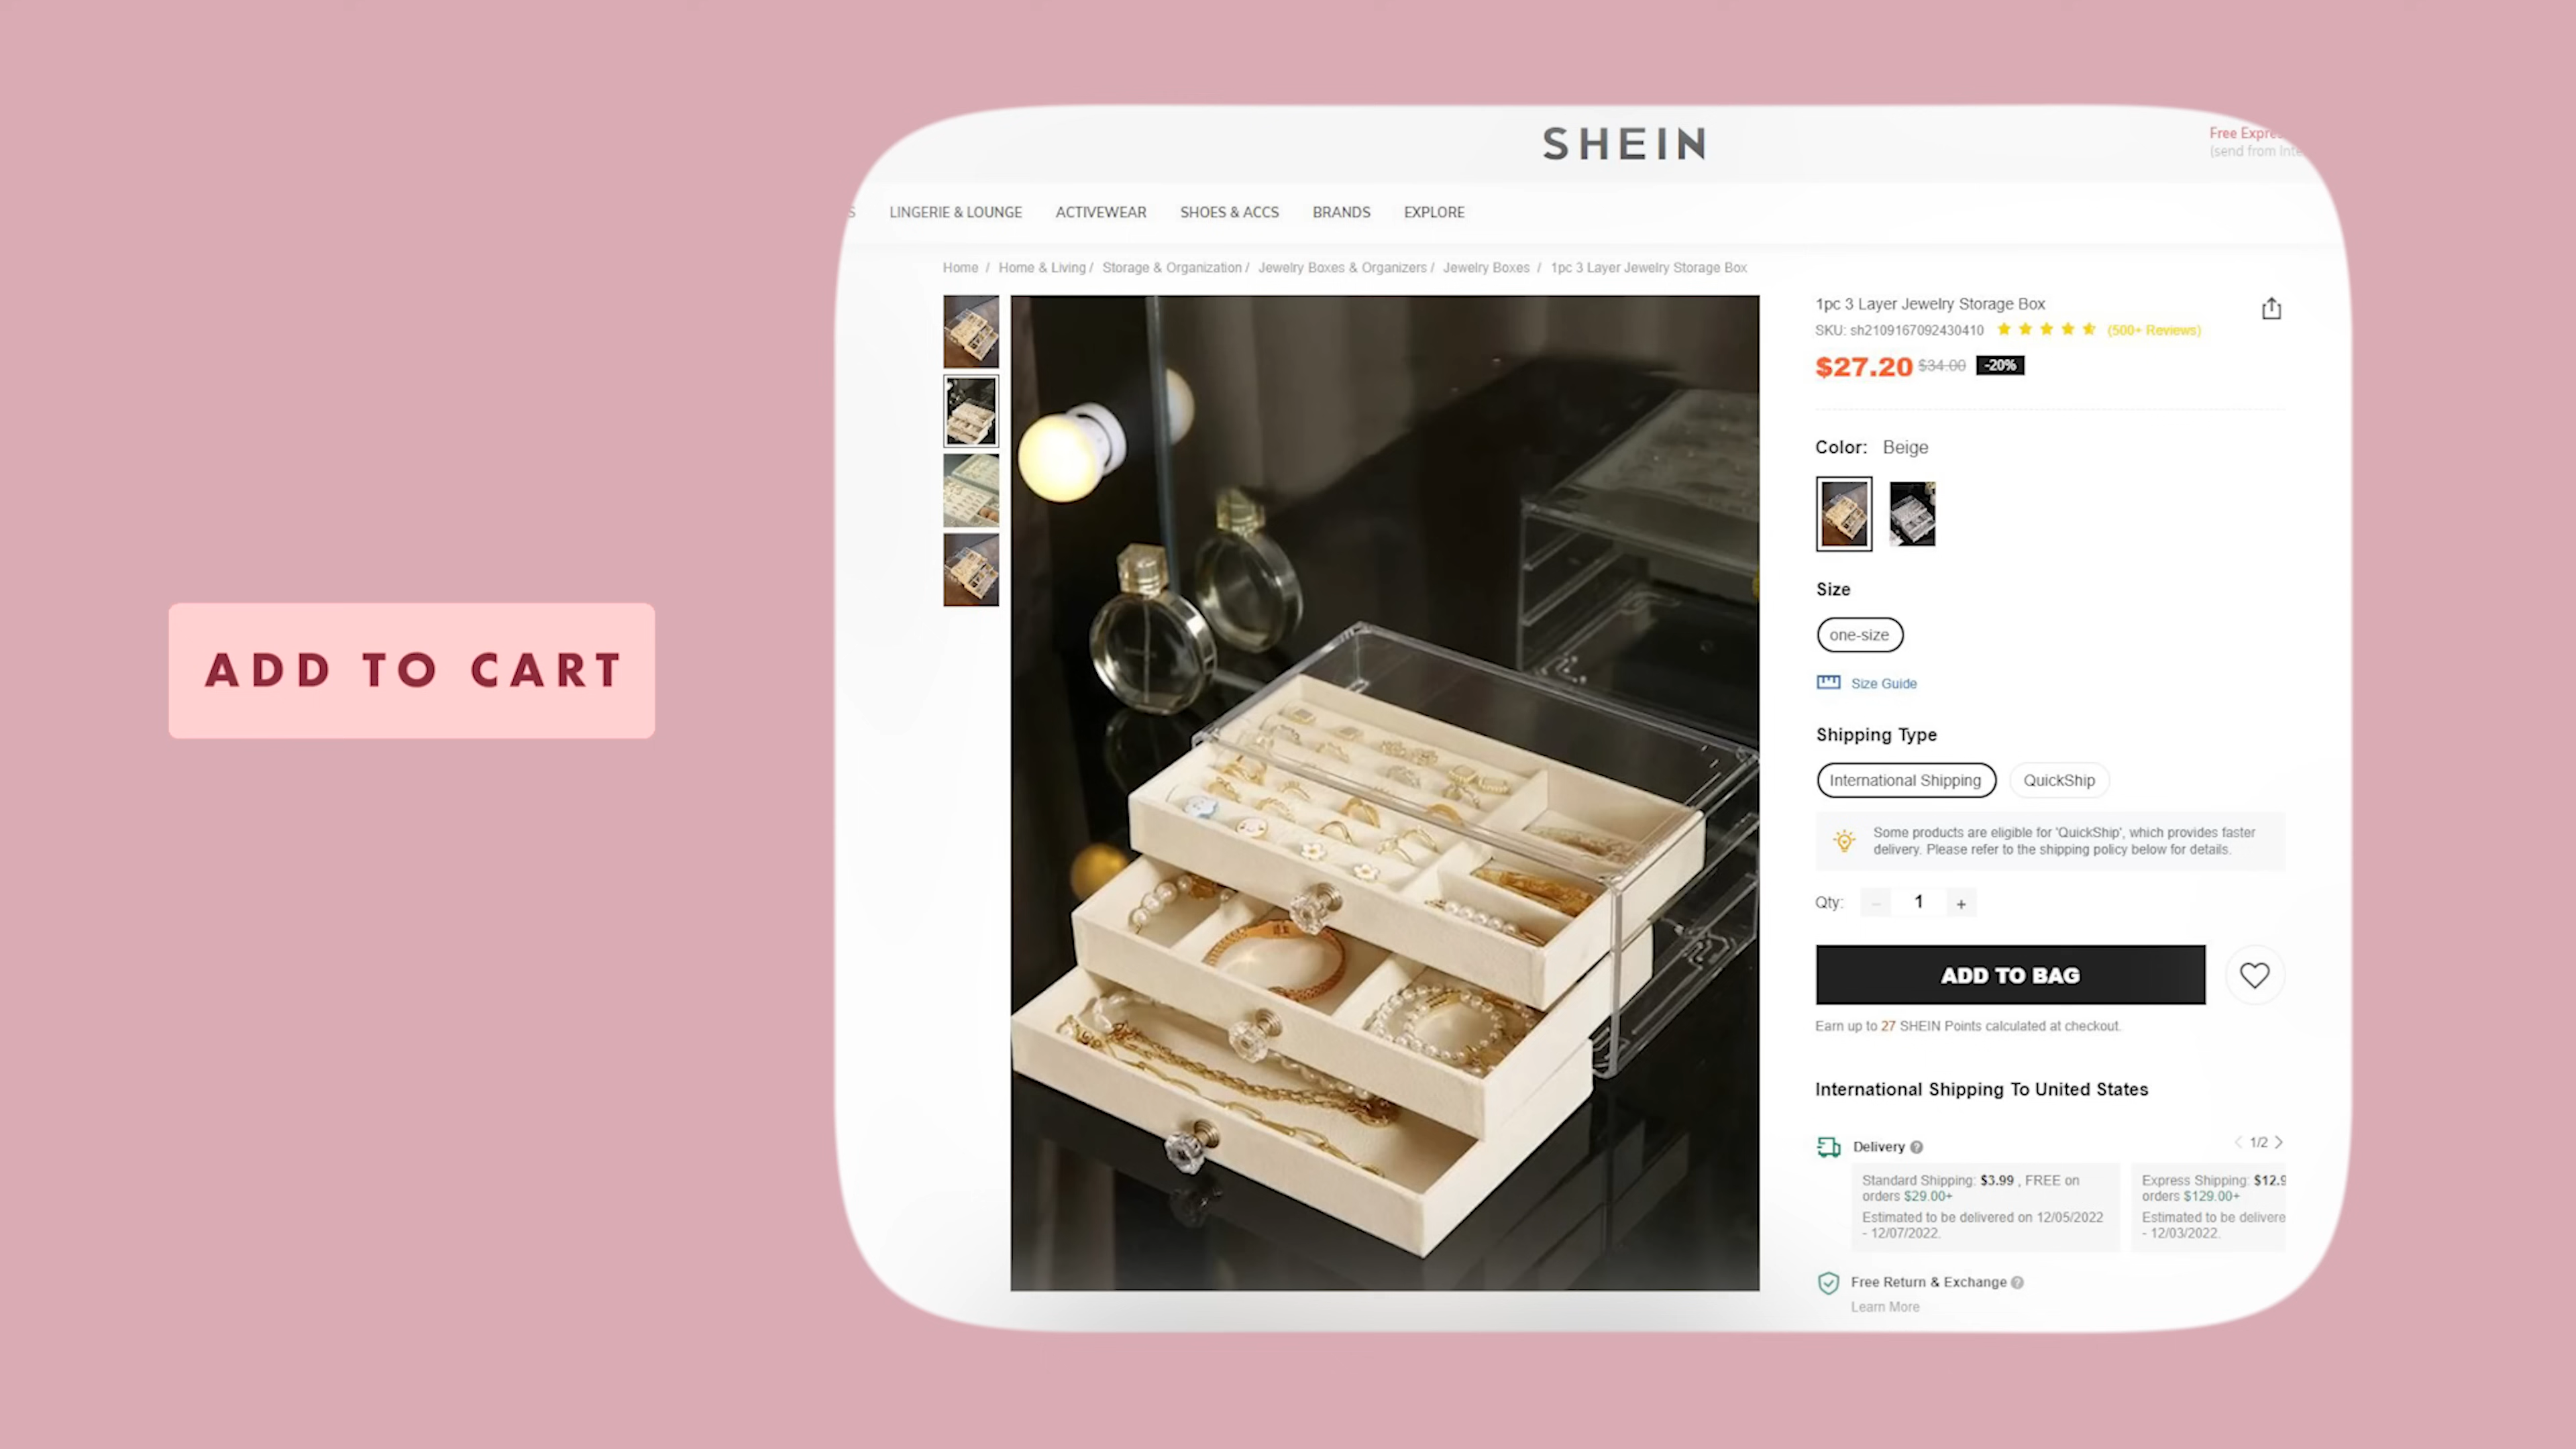 ADD TO CART
SHEIN
Free
(send from
LINGERIE & LOUNGE ACTIVEWEAR SHOES & ACCS BRANDS EXPLORE
Home / Home & Living / Storage & Organization / Jewelry Boxes & Organizers / Jewelry Boxes / 1pc 3 Layer Jewelry Storage Box
1pc 3 Layer Jewelry Storage Box
SKU: sh2109167092430410 (500+ Reviews)
$27.20 $34.00 -20%
Color: Beige
Size
one-size
Size Guide
Shipping Type
International Shipping QuickShip
Some products are eligible for 'QuickShip', which provides faster
delivery. Please refer to the shipping policy below for details.
Qty: - 1 +
ADD TO BAG
Earn up to 27 SHEIN Points calculated at checkout.
International Shipping To United States
Delivery ? 1/2
Standard Shipping: $3.99 , FREE on
orders $29.00+
Estimated to be delivered on 12/05/2022
- 12/07/2022.
Express Shipping: $12.9
orders $129.00+
Estimated to be delivere
- 12/03/2022.
Free Return & Exchange ?
Learn More